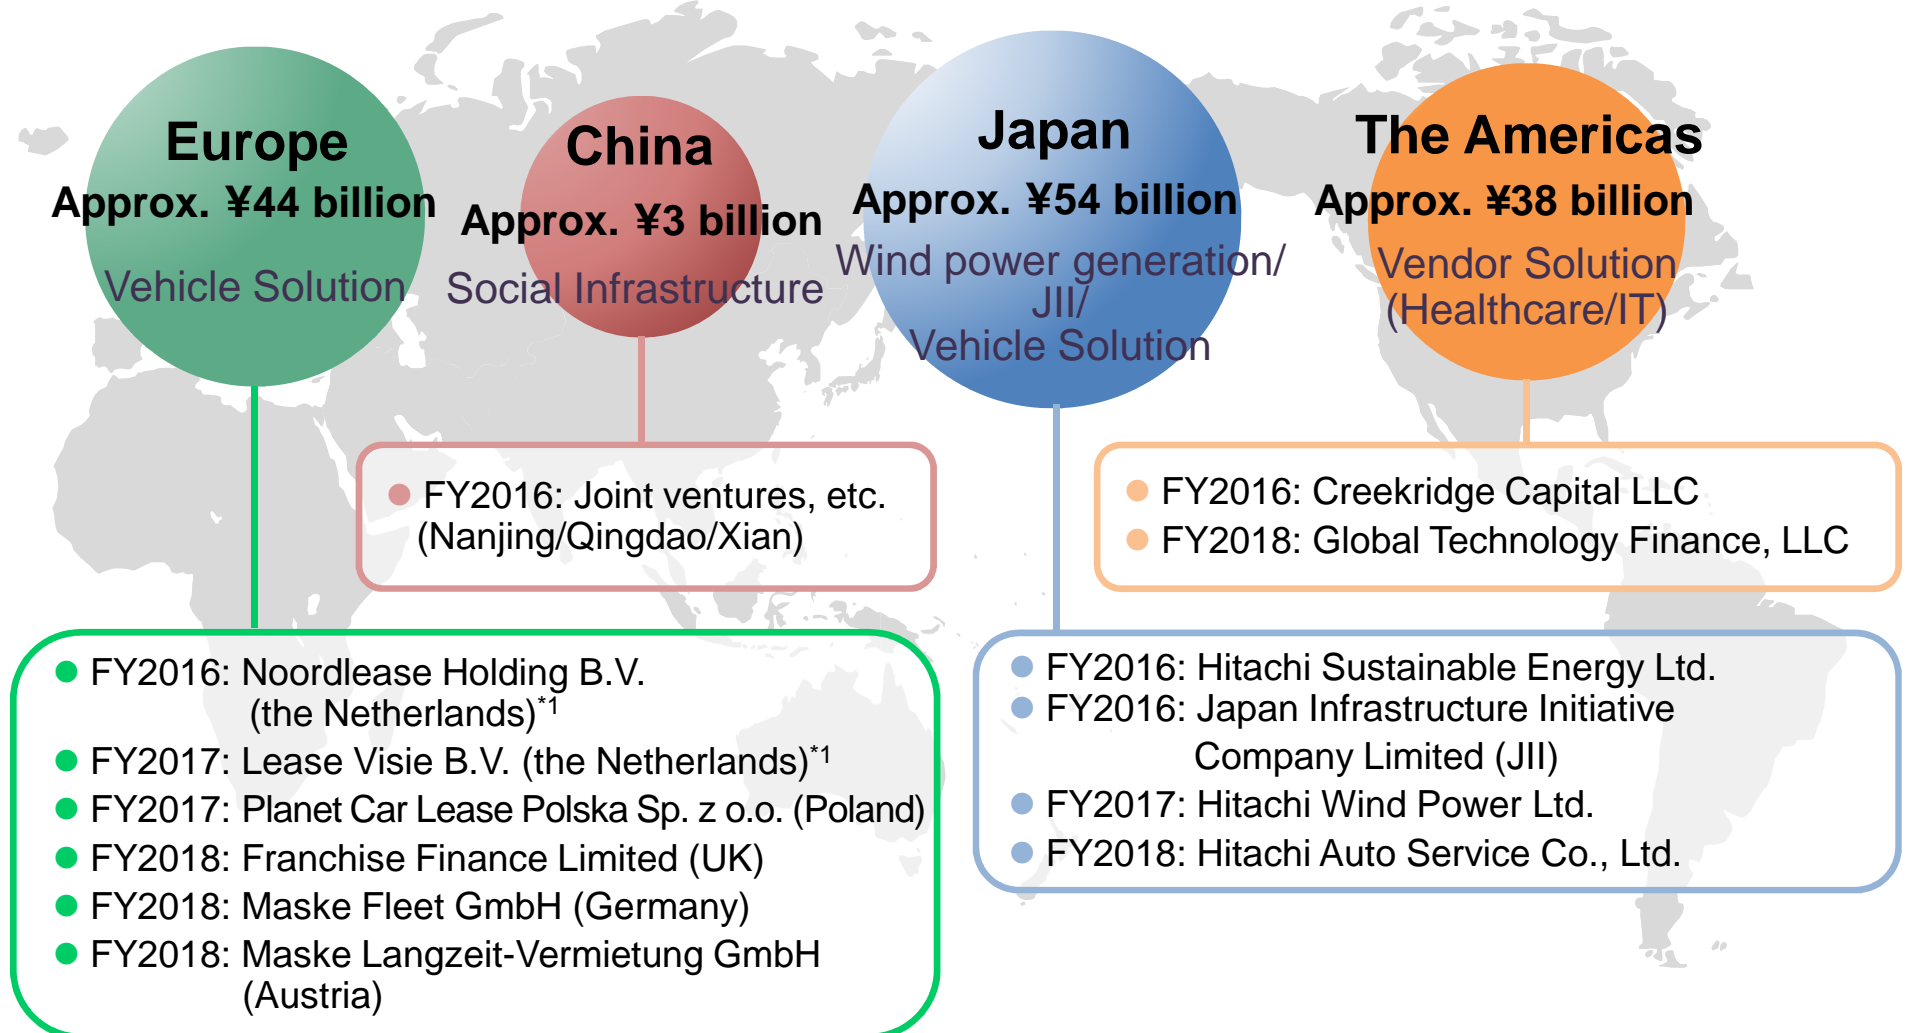 Europe
Approx. ¥44 billion
Vehicle Solution
China
Approx. ¥3 billion
Social Infrastructure
Japan
Approx. ¥54 billion
Wind power generation/
JII/
Vehicle Solution
The Americas
Approx. ¥38 billion
Vendor Solution
(Healthcare/IT)
FY2016: Joint ventures, etc.
(Nanjing/Qingdao/Xian)
FY2016: Creekridge Capital LLC
FY2018: Global Technology Finance, LLC
FY2016: Noordlease Holding B.V.
(the Netherlands)*1
FY2017: Lease Visie B.V. (the Netherlands)*1
FY2017: Planet Car Lease Polska Sp. z o.o. (Poland)
FY2018: Franchise Finance Limited (UK)
FY2018: Maske Fleet GmbH (Germany)
FY2018: Maske Langzeit-Vermietung GmbH
(Austria)
FY2016: Hitachi Sustainable Energy Ltd.
FY2016: Japan Infrastructure Initiative
Company Limited (JII)
FY2017: Hitachi Wind Power Ltd.
FY2018: Hitachi Auto Service Co., Ltd.